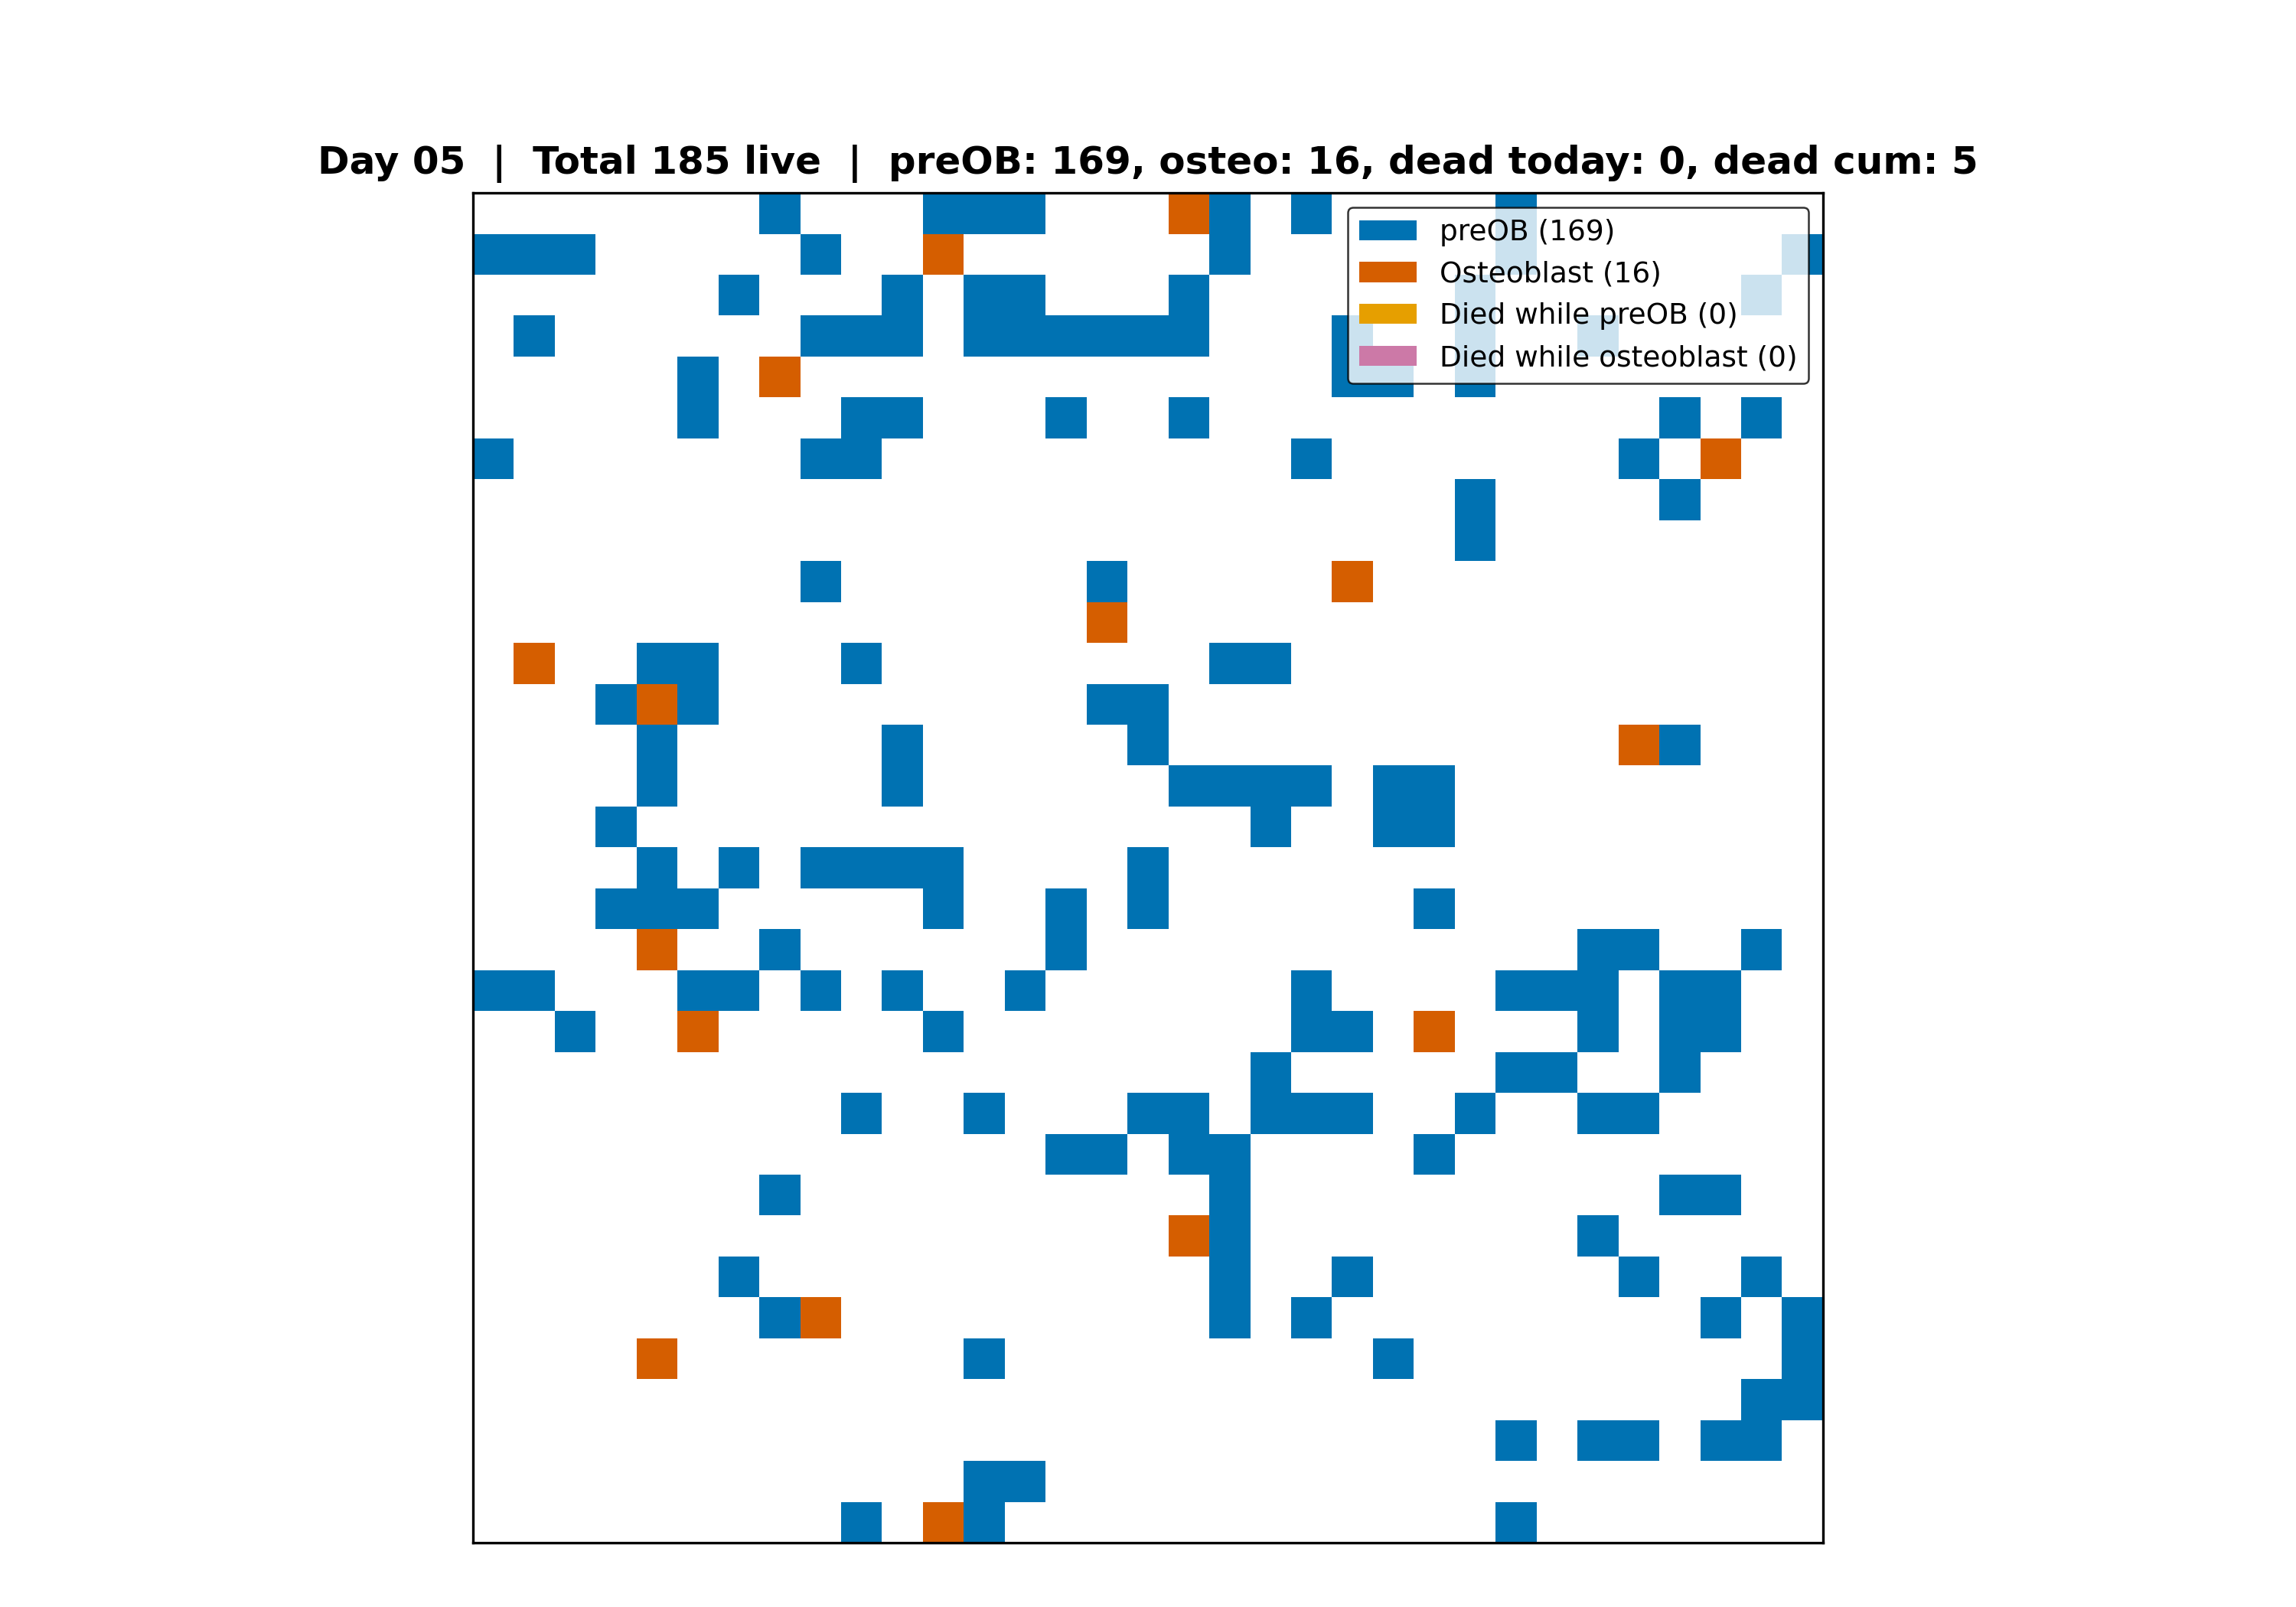 Day 05 | Total 185 live | preOB: 169, osteo: 16, dead today: 0, dead cum: 5
preOB (169)
Osteoblast (16)
Died while preOB (0)
Died while osteoblast (0)